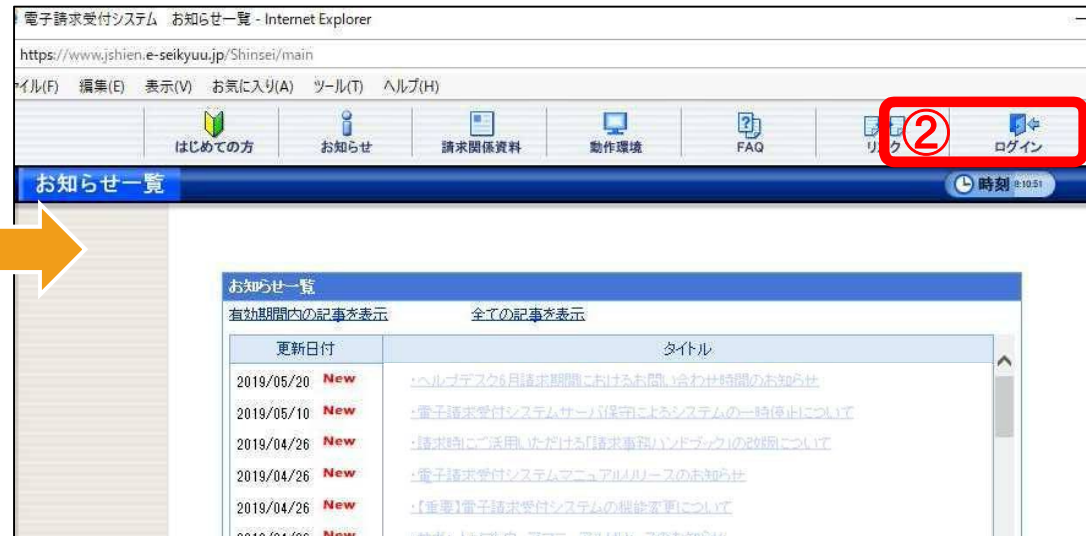 電子請求受付システム お知らせ一覧 - Internet Explorer
https://www.jshien.e-seikyuu.jp/Shinsei/main
イル(F) 編集(E) 表示(V) お気に入り(A) ツール(T) ヘルプ(H)
はじめての方 お知らせ 請求関係資料 動作環境 FAQ リンク ② ログイン
お知らせ一覧 時刻 8:10:51
お知らせ一覧
有効期間内の記事を表示 全ての記事を表示
更新日付 タイトル
2019/05/20 New ・ヘルプデスク6月請求期間におけるお問い合わせ時間のお知らせ
2019/05/10 New ・電子請求受付システムサーバ保守によるシステムの一時停止について
2019/04/26 New ・請求時にご活用いただける「請求事務ハンドブック」の改版について
2019/04/26 New ・電子請求受付システムマニュアルリリースのお知らせ
2019/04/26 New ・【重要】電子請求受付システムの機能変更について
New